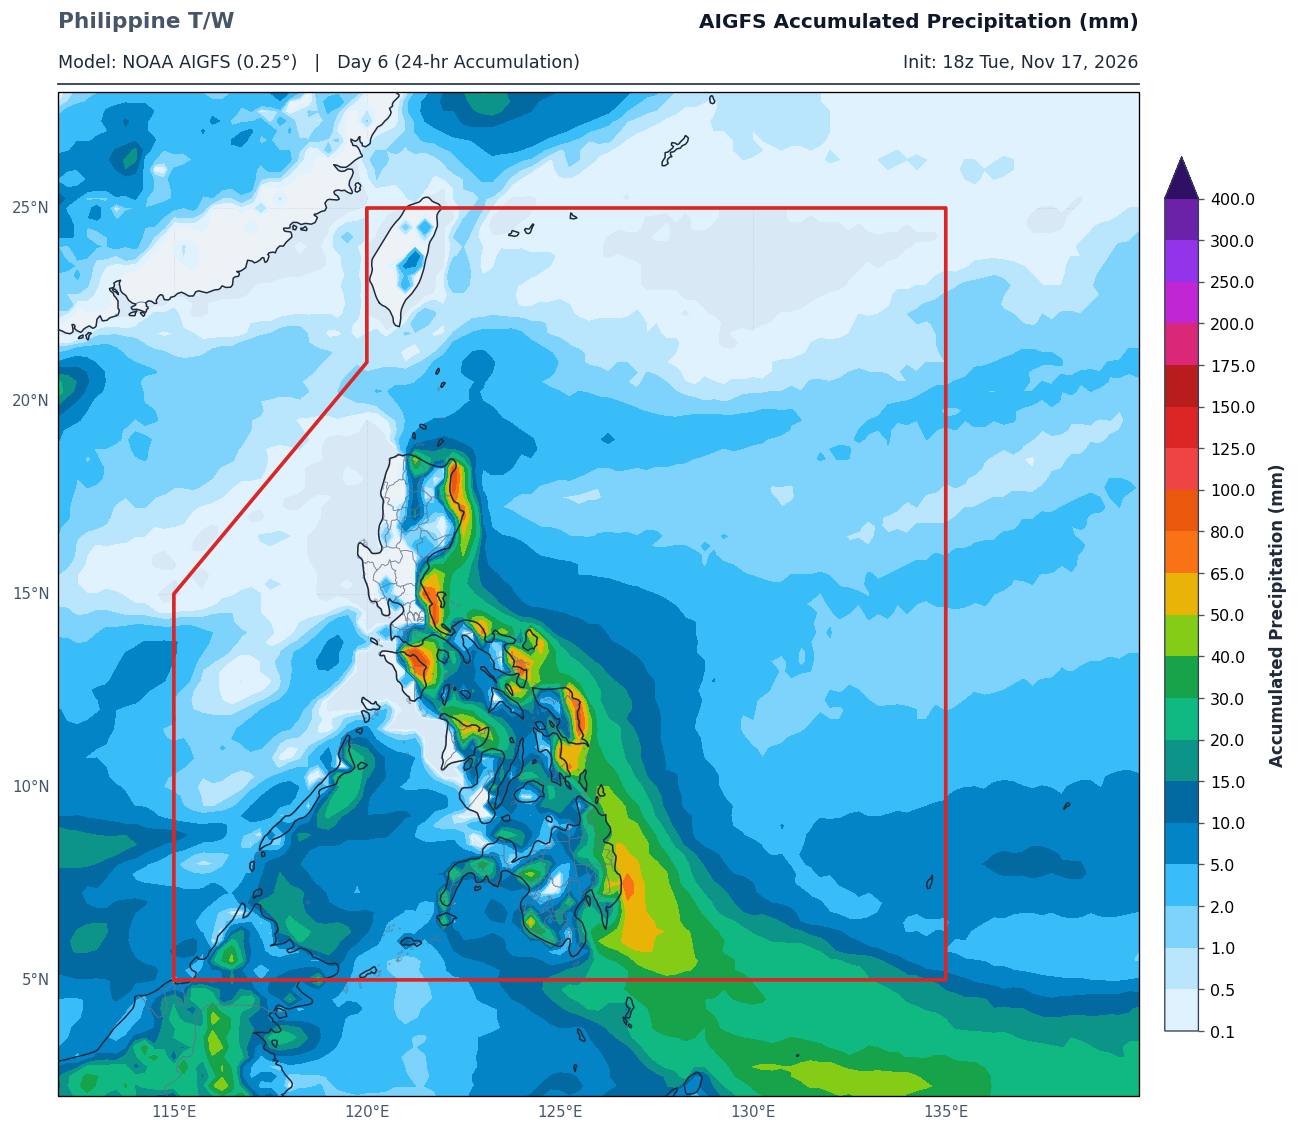 Philippine T/W
AIGFS Accumulated Precipitation (mm)
Model: NOAA AIGFS (0.25°) | Day 6 (24-hr Accumulation)
Init: 18z Tue, Nov 17, 2026
25°N
20°N
15°N
10°N
5°N
115°E
120°E
125°E
130°E
135°E
400.0
300.0
250.0
200.0
175.0
150.0
125.0
100.0
80.0
65.0
50.0
40.0
30.0
20.0
15.0
10.0
5.0
2.0
1.0
0.5
0.1
Accumulated Precipitation (mm)